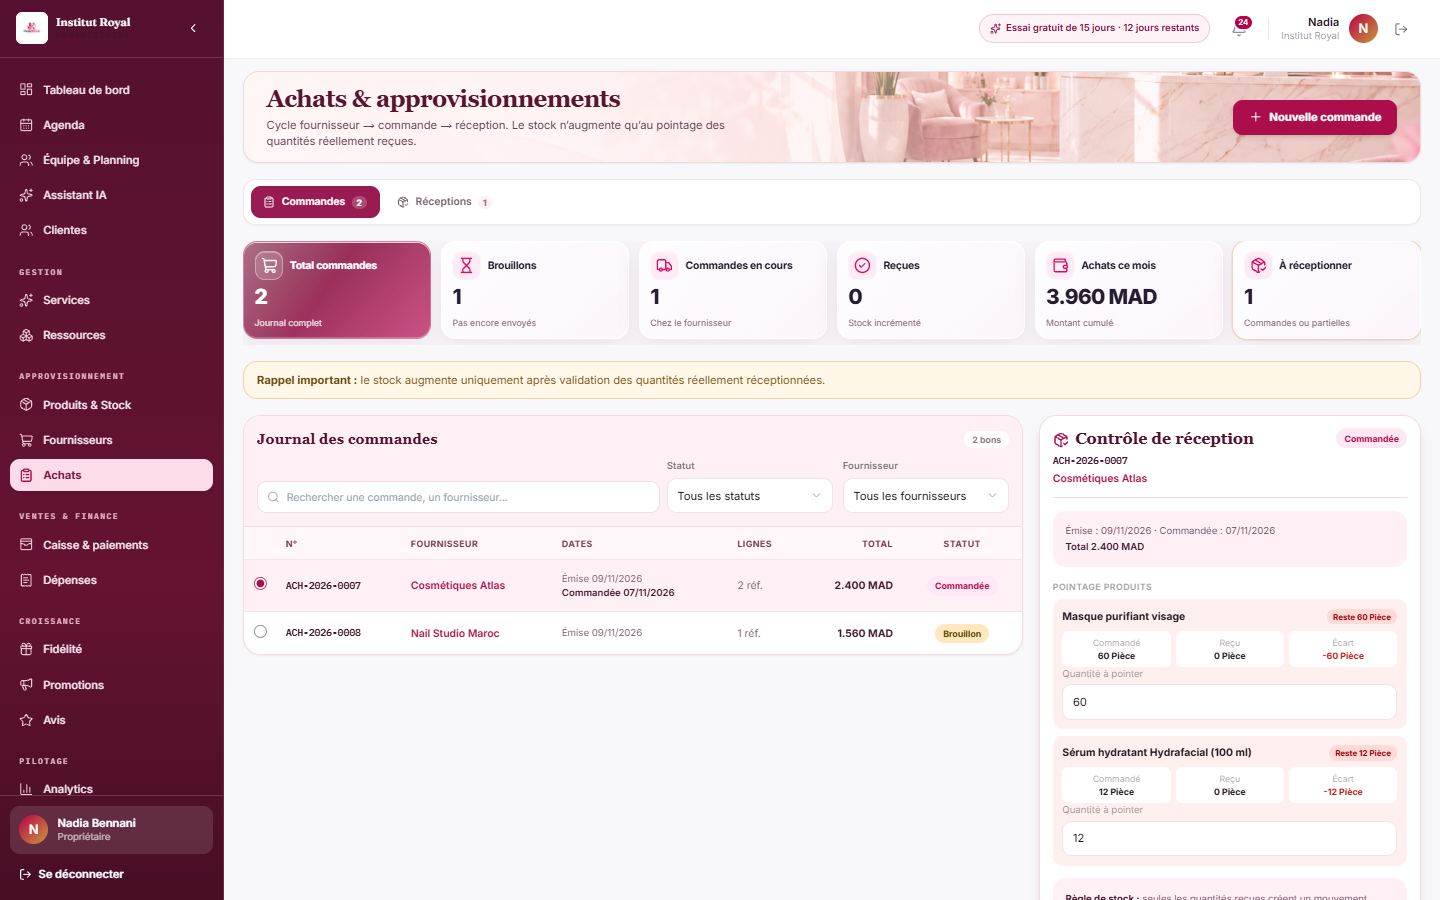 Institut Royal
Essai gratuit de 15 jours · 12 jours restants
24
Nadia
Institut Royal
N
Tableau de bord
Agenda
Équipe & Planning
Assistant IA
Clientes
GESTION
Services
Ressources
APPROVISIONNEMENT
Produits & Stock
Fournisseurs
Achats
VENTES & FINANCE
Caisse & paiements
Dépenses
CROISSANCE
Fidélité
Promotions
Avis
PILOTAGE
Analytics
N
Nadia Bennani
Propriétaire
Se déconnecter
Achats & approvisionnements
Cycle fournisseur → commande → réception. Le stock n'augmente qu'au pointage des
quantités réellement reçues.
Nouvelle commande
Commandes 2
Réceptions 1
Total commandes
2
Journal complet
Brouillons
1
Pas encore envoyés
Commandes en cours
1
Chez le fournisseur
Reçues
0
Stock incrémenté
Achats ce mois
3.960 MAD
Montant cumulé
À réceptionner
1
Commandes ou partielles
Rappel important : le stock augmente uniquement après validation des quantités réellement réceptionnées.
Journal des commandes
2 bons
Statut
Fournisseur
Rechercher une commande, un fournisseur...
Tous les statuts
Tous les fournisseurs
N° FOURNISSEUR DATES LIGNES TOTAL STATUT
ACH-2026-0007 Cosmétiques Atlas Émise 09/11/2026 2 réf. 2.400 MAD Commandée
Commandée 07/11/2026
ACH-2026-0008 Nail Studio Maroc Émise 09/11/2026 1 réf. 1.560 MAD Brouillon
Contrôle de réception
Commandée
ACH-2026-0007
Cosmétiques Atlas
Émise : 09/11/2026 · Commandée : 07/11/2026
Total 2.400 MAD
POINTAGE PRODUITS
Masque purifiant visage
Reste 60 Pièce
Commandé Reçu Écart
60 Pièce 0 Pièce -60 Pièce
Quantité à pointer
60
Sérum hydratant Hydrafacial (100 ml)
Reste 12 Pièce
Commandé Reçu Écart
12 Pièce 0 Pièce -12 Pièce
Quantité à pointer
12
Règle de stock : seules les quantités reçues créent un mouvement